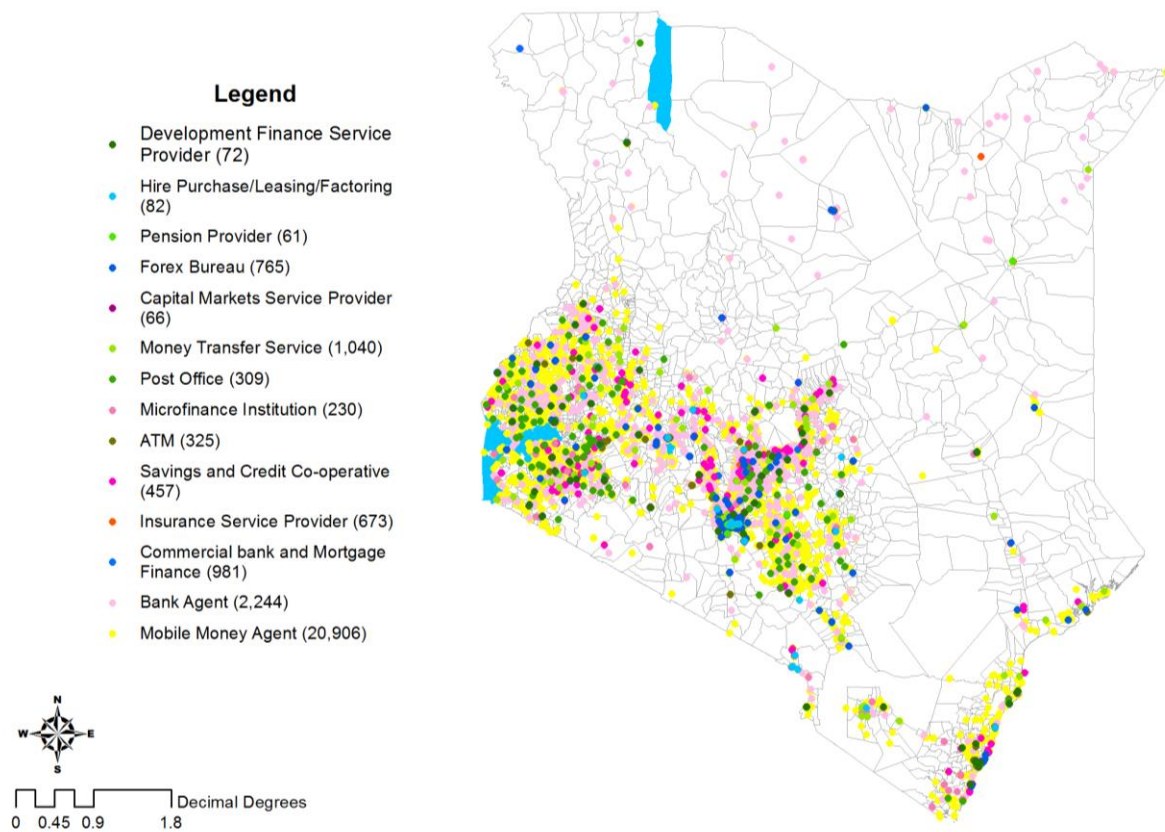 Legend
Development Finance Service
Provider (72)
Hire Purchase/Leasing/Factoring
(82)
Pension Provider (61)
Forex Bureau (765)
Capital Markets Service Provider
(66)
Money Transfer Service (1,040)
Post Office (309)
Microfinance Institution (230)
ATM (325)
Savings and Credit Co-operative
(457)
Insurance Service Provider (673)
Commercial bank and Mortgage
Finance (981)
Bank Agent (2,244)
Mobile Money Agent (20,906)
N
W E
S
Decimal Degrees
0 0.45 0.9 1.8